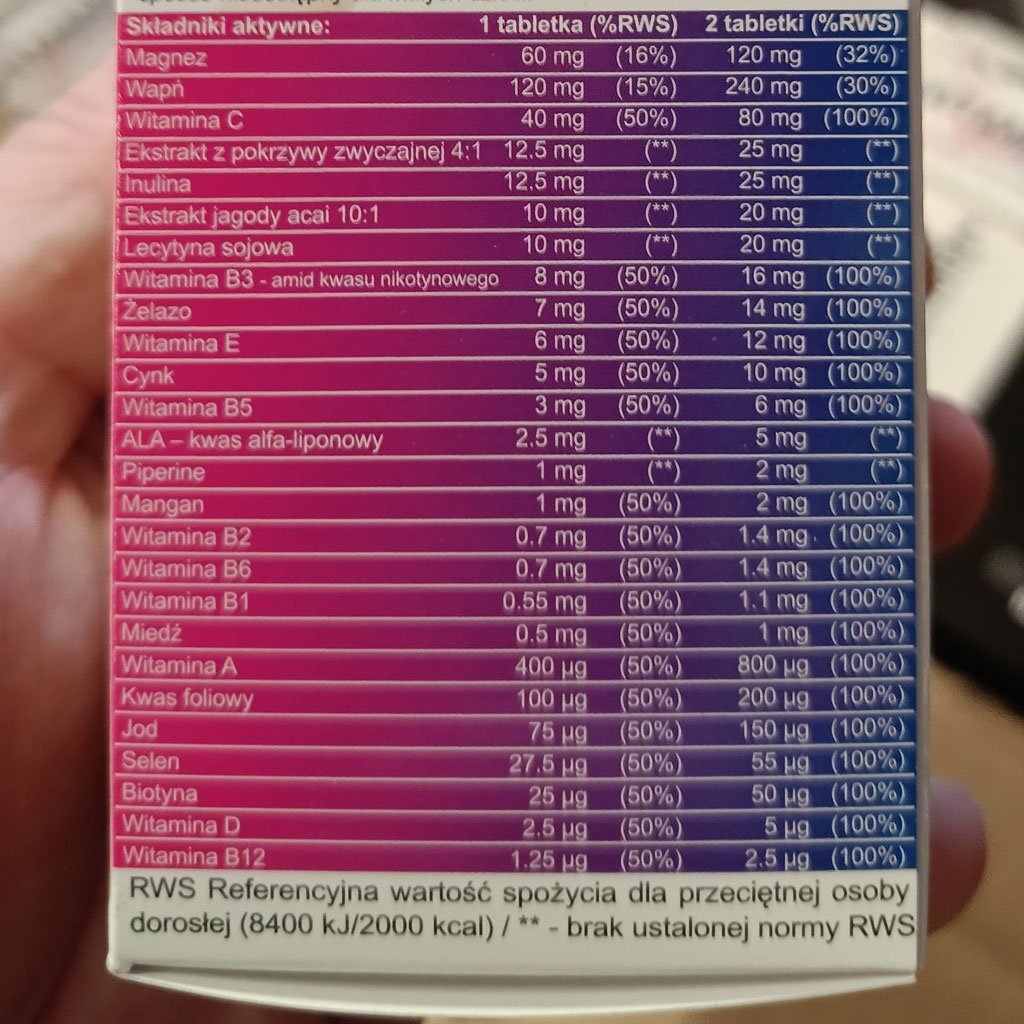 Składniki aktywne: 1 tabletka (%RWS) 2 tabletki (%RWS)
Magnez 60 mg (16%) 120 mg (32%)
Wapń 120 mg (15%) 240 mg (30%)
Witamina C 40 mg (50%) 80 mg (100%)
Ekstrakt z pokrzywy zwyczajnej 4:1 12.5 mg (**) 25 mg (**)
Inulina 12.5 mg (**) 25 mg (**)
Ekstrakt jagody acai 10:1 10 mg (**) 20 mg (**)
Lecytyna sojowa 10 mg (**) 20 mg (**)
Witamina B3 - amid kwasu nikotynowego 8 mg (50%) 16 mg (100%)
Żelazo 7 mg (50%) 14 mg (100%)
Witamina E 6 mg (50%) 12 mg (100%)
Cynk 5 mg (50%) 10 mg (100%)
Witamina B5 3 mg (50%) 6 mg (100%)
ALA – kwas alfa-liponowy 2.5 mg (**) 5 mg (**)
Piperine 1 mg (**) 2 mg (**)
Mangan 1 mg (50%) 2 mg (100%)
Witamina B2 0.7 mg (50%) 1.4 mg (100%)
Witamina B6 0.7 mg (50%) 1.4 mg (100%)
Witamina B1 0.55 mg (50%) 1.1 mg (100%)
Miedź 0.5 mg (50%) 1 mg (100%)
Witamina A 400 µg (50%) 800 µg (100%)
Kwas foliowy 100 µg (50%) 200 µg (100%)
Jod 75 µg (50%) 150 µg (100%)
Selen 27.5 µg (50%) 55 µg (100%)
Biotyna 25 µg (50%) 50 µg (100%)
Witamina D 2.5 µg (50%) 5 µg (100%)
Witamina B12 1.25 µg (50%) 2.5 µg (100%)
RWS Referencyjna wartość spożycia dla przeciętnej osoby
dorosłej (8400 kJ/2000 kcal) / ** - brak ustalonej normy RWS